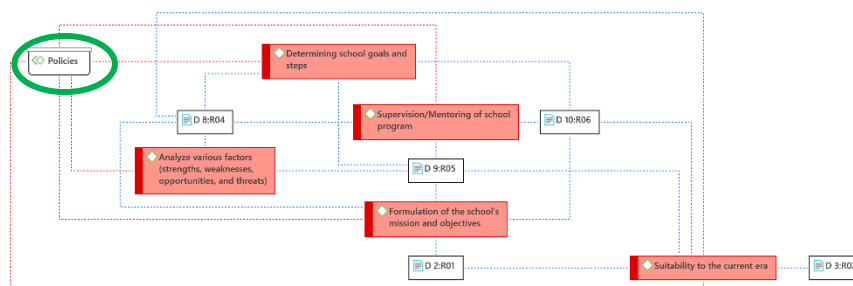 Policies
Determining school goals and
steps
D 8:R04
Supervision/Mentoring of school
program
D 10:R06
Analyze various factors
(strengths, weaknesses,
opportunities, and threats)
D 9:R05
Formulation of the school's
mission and objectives
D 2:R01
Suitability to the current era